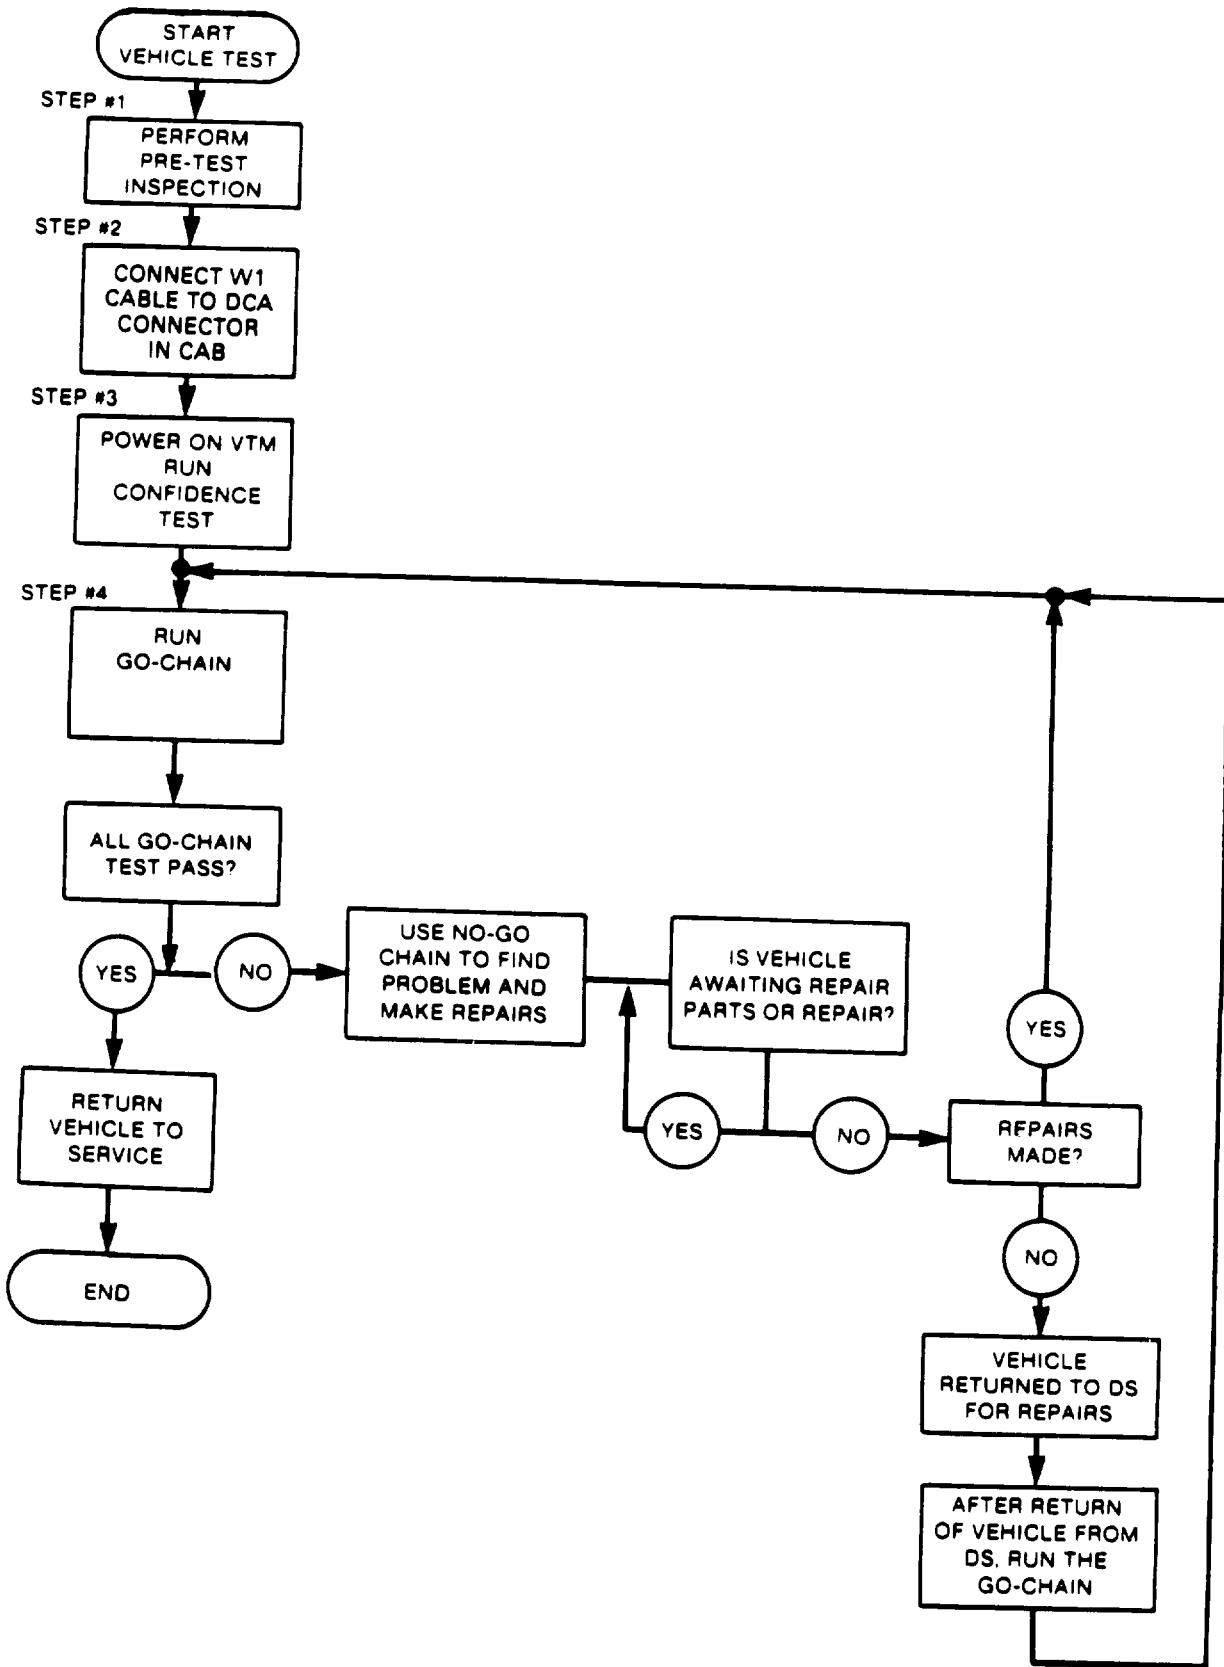 START
VEHICLE TEST
STEP #1
PERFORM
PRE-TEST
INSPECTION
STEP #2
CONNECT W1
CABLE TO DCA
CONNECTOR
IN CAB
STEP #3
POWER ON VTM
RUN
CONFIDENCE
TEST
STEP #4
RUN
GO-CHAIN
ALL GO-CHAIN
TEST PASS?
YES
NO
USE NO-GO
CHAIN TO FIND
PROBLEM AND
MAKE REPAIRS
IS VEHICLE
AWAITING REPAIR
PARTS OR REPAIR?
YES
NO
YES
REPAIRS
MADE?
NO
RETURN
VEHICLE TO
SERVICE
END
VEHICLE
RETURNED TO DS
FOR REPAIRS
AFTER RETURN
OF VEHICLE FROM
DS, RUN THE
GO-CHAIN